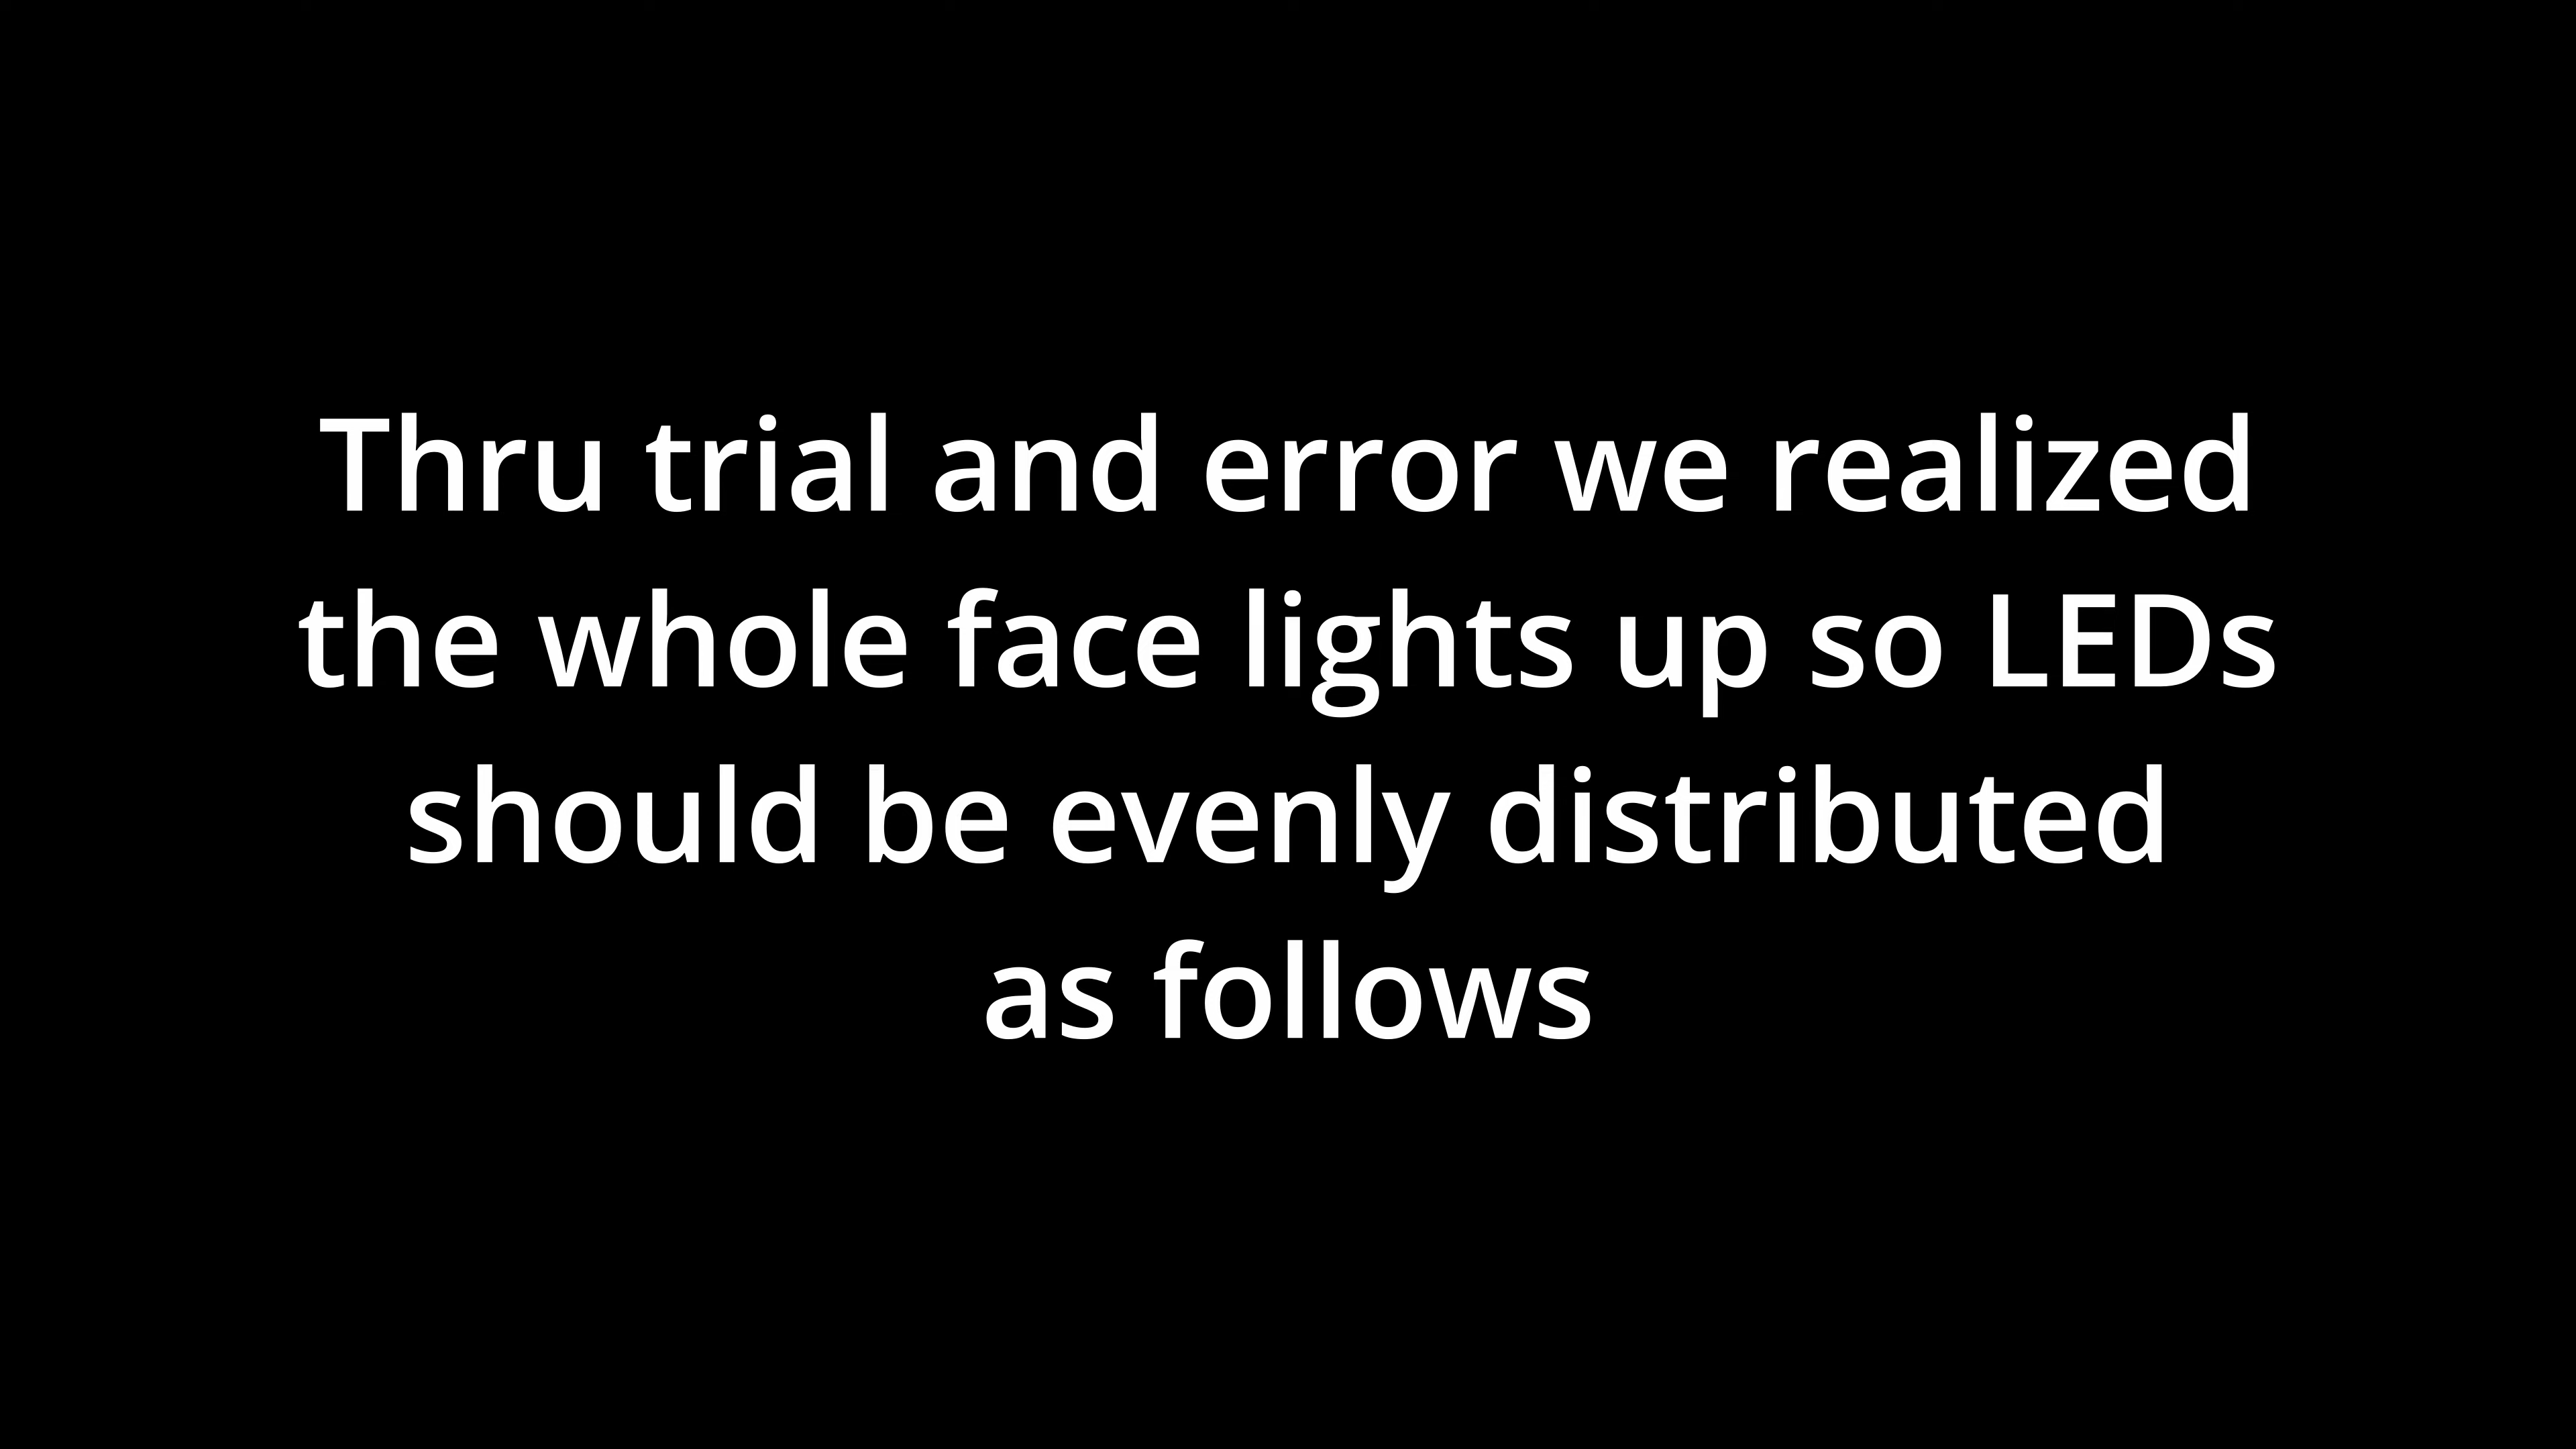 Thru trial and error we realized
the whole face lights up so LEDs
should be evenly distributed
as follows